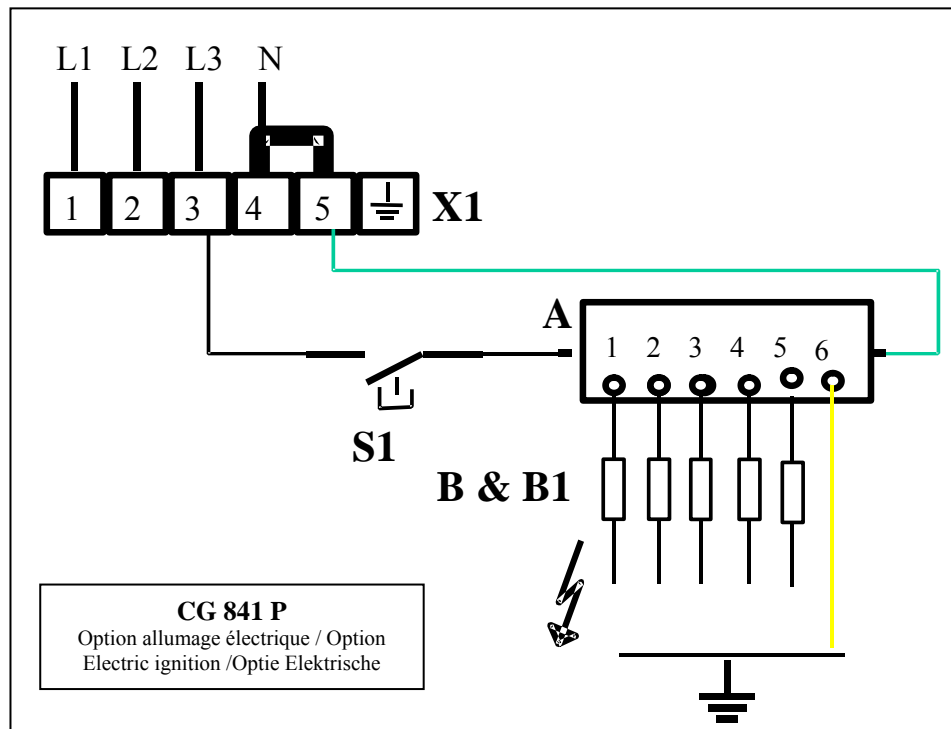 L1 L2 L3 N
1 2 3 4 5 X1
A
1 2 3 4 5 6
S1
B & B1
CG 841 P
Option allumage électrique / Option
Electric ignition /Optie Elektrische